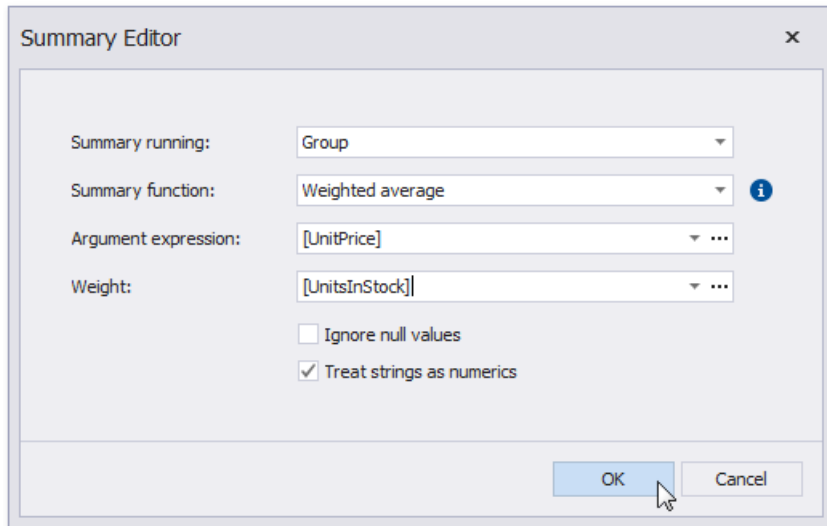 Summary Editor
Summary running: Group
Summary function: Weighted average
Argument expression: [UnitPrice]
Weight: [UnitsInStock]
Ignore null values
Treat strings as numerics
OK Cancel